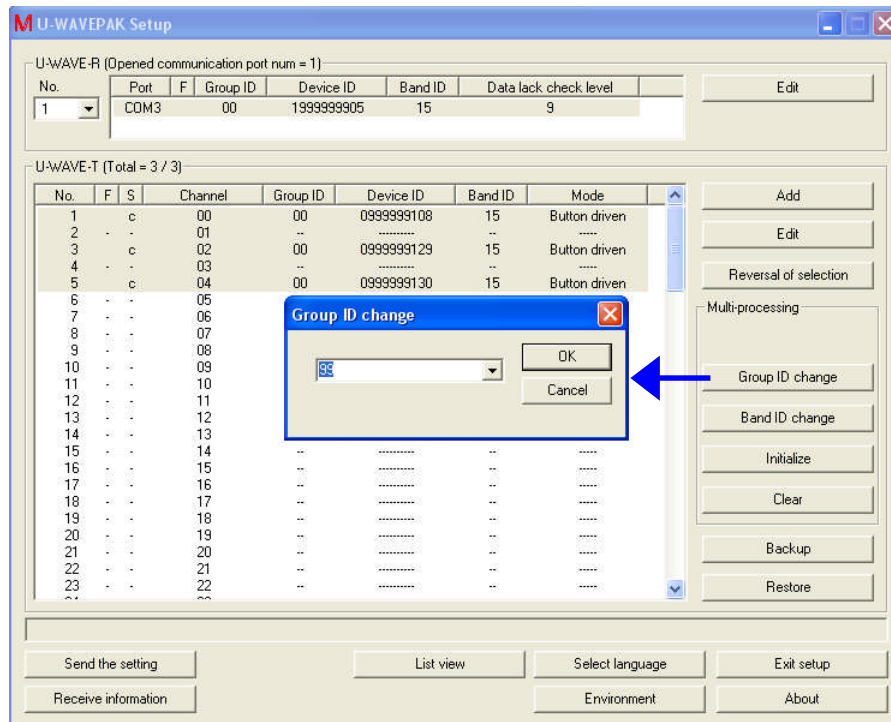 M U-WAVEPAK Setup
U-WAVE-R (Opened communication port num = 1)
No. Port F Group ID Device ID Band ID Data lack check level
1 COM3 00 1999999905 15 9
Edit
U-WAVE-T (Total = 3 / 3)
No. F S Channel Group ID Device ID Band ID Mode
1 c 00 00 0999999108 15 Button driven
2 - - 01 -- ---------- -- -----
3 c 02 00 0999999129 15 Button driven
4 - - 03 -- ---------- -- -----
5 c 04 00 0999999130 15 Button driven
6 - - 05
7 - - 06
8 - - 07
9 - - 08
10 - - 09
11 - - 10
12 - - 11
13 - - 12
14 - - 13
15 - - 14 -- ---------- -- -----
16 - - 15 -- ---------- -- -----
17 - - 16 -- ---------- -- -----
18 - - 17 -- ---------- -- -----
19 - - 18 -- ---------- -- -----
20 - - 19 -- ---------- -- -----
21 - - 20 -- ---------- -- -----
22 - - 21 -- ---------- -- -----
23 - - 22 -- ---------- -- -----
Group ID change
99
OK
Cancel
Add
Edit
Reversal of selection
Multi-processing
Group ID change
Band ID change
Initialize
Clear
Backup
Restore
Send the setting
List view
Select language
Exit setup
Receive information
Environment
About